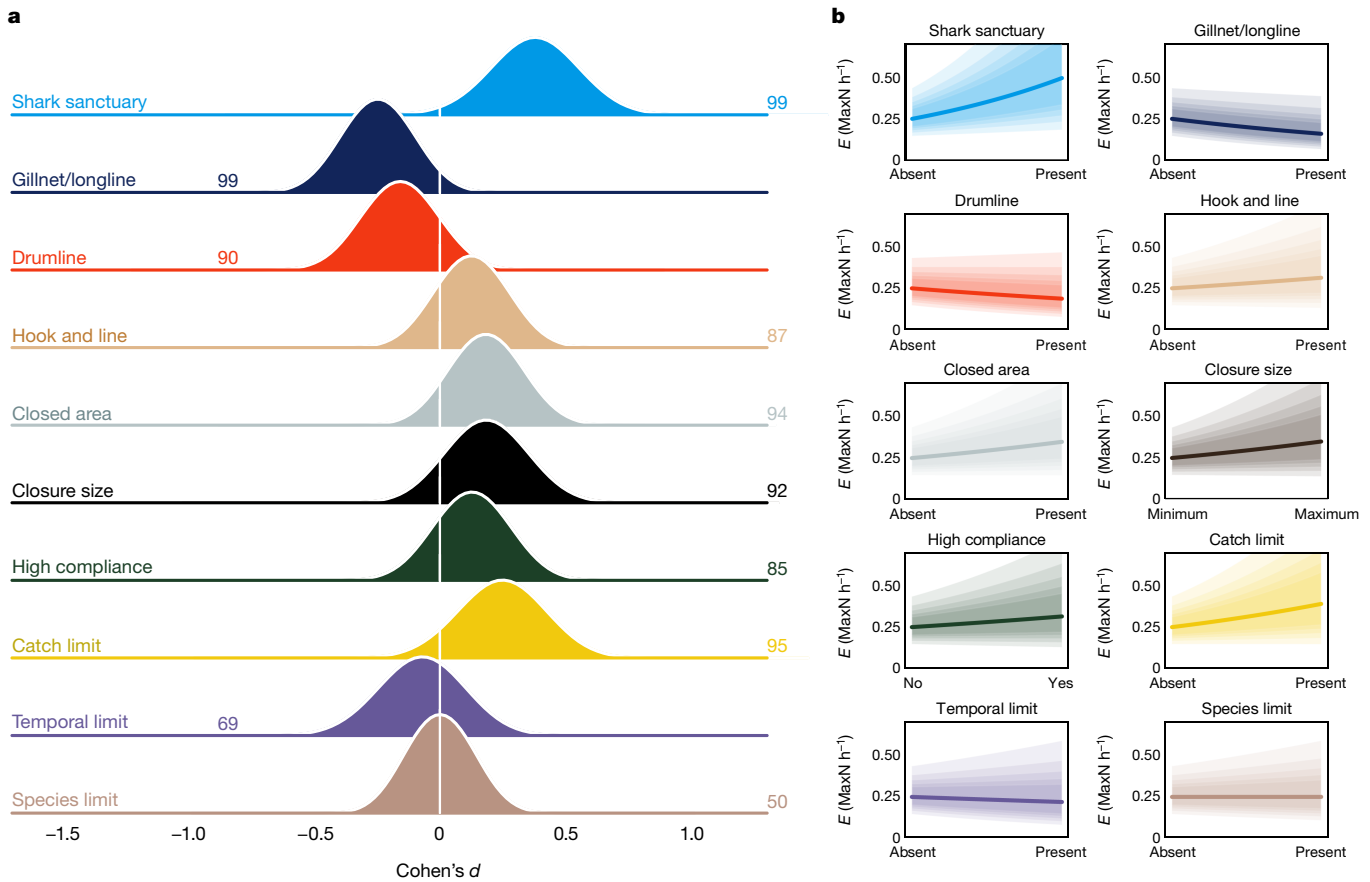 a
Shark sanctuary 99
Gillnet/longline 99
Drumline 90
Hook and line 87
Closed area 94
Closure size 92
High compliance 85
Catch limit 95
Temporal limit 69
Species limit 50
–1.5 –1.0 –0.5 0 0.5 1.0
Cohen's d
b
Shark sanctuary Gillnet/longline
E (MaxN h⁻¹) 0.50 0.25 0 E (MaxN h⁻¹) 0.50 0.25 0
Absent Present Absent Present
Drumline Hook and line
E (MaxN h⁻¹) 0.50 0.25 0 E (MaxN h⁻¹) 0.50 0.25 0
Absent Present Absent Present
Closed area Closure size
E (MaxN h⁻¹) 0.50 0.25 0 E (MaxN h⁻¹) 0.50 0.25 0
Absent Present Minimum Maximum
High compliance Catch limit
E (MaxN h⁻¹) 0.50 0.25 0 E (MaxN h⁻¹) 0.50 0.25 0
No Yes Absent Present
Temporal limit Species limit
E (MaxN h⁻¹) 0.50 0.25 0 E (MaxN h⁻¹) 0.50 0.25 0
Absent Present Absent Present